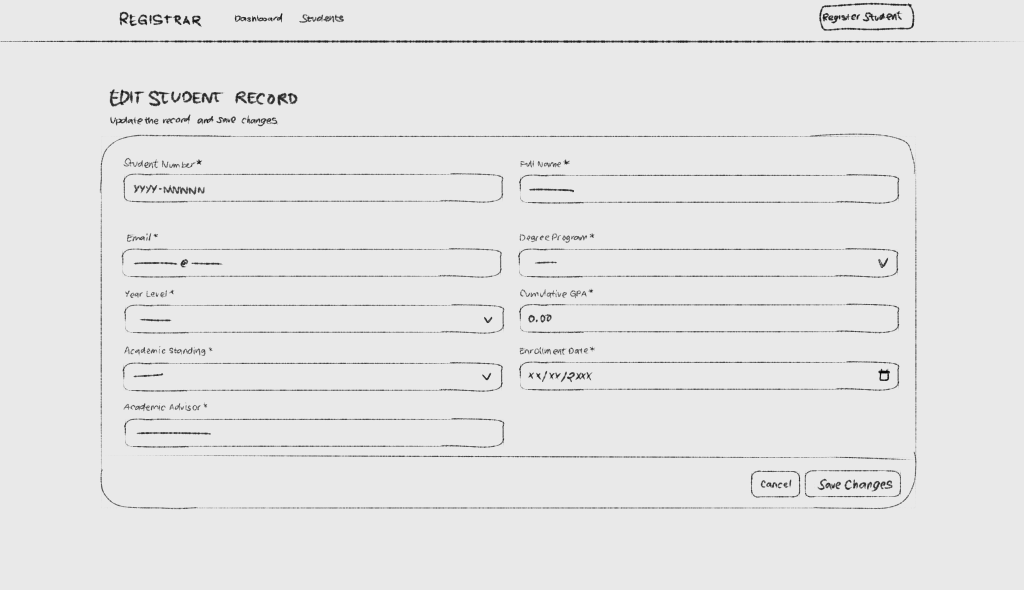 REGISTRAR Dashboard Students Register Student
EDIT STUDENT RECORD
Update the record and save changes
Student Number* Full Name*
YYYY-NNNNN
Email* Degree Program*
@
Year Level* Cumulative GPA*
0.00
Academic Standing* Enrollment Date*
xx/xx/2xxx
Academic Advisor*
Cancel Save Changes